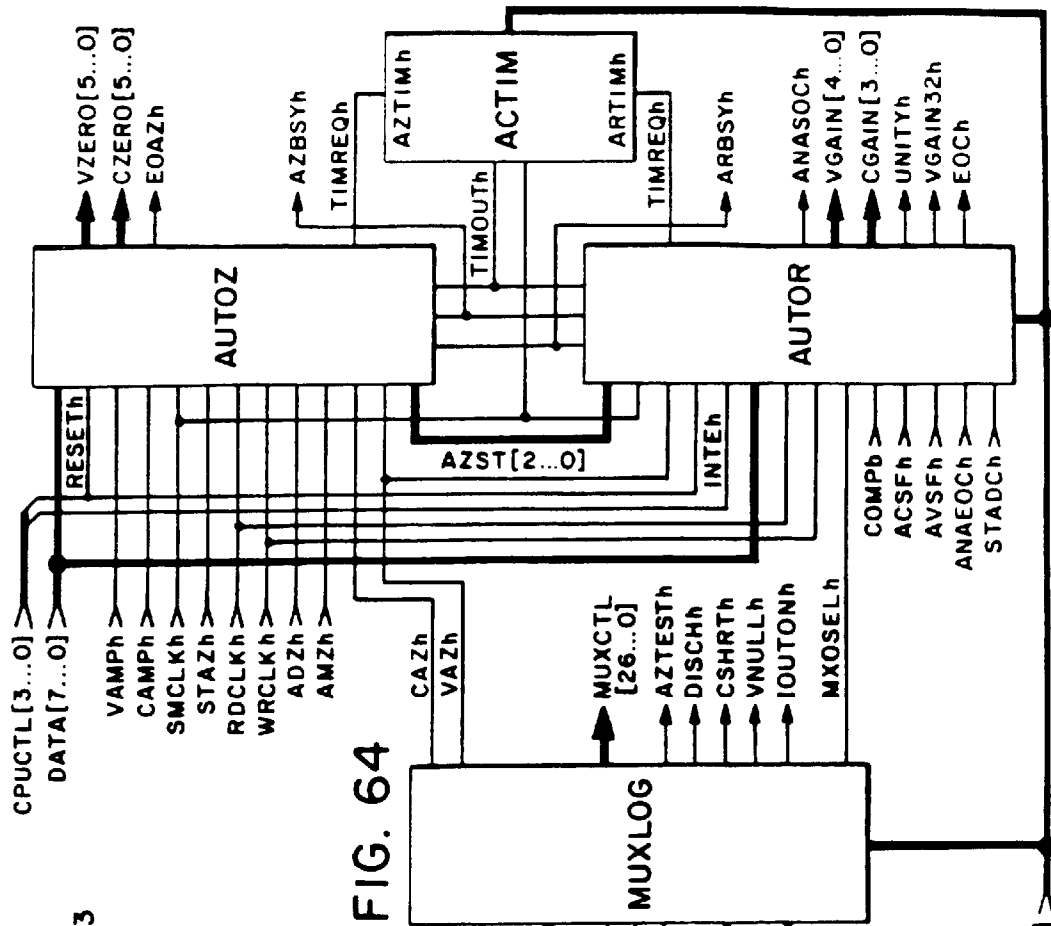 CPUCTL[3...0]
DATA[7...0]
VAMPh
CAMPh
SMCLKh
STAZh
RDCLKh
WRCLKh
ADZh
AMZh
RESETh
AUTOZ
VZERO[5...0]
CZERO[5...0]
EOAZh
AZBSYh
TIMREQh
AZTIMh
ACTIM
ARTIMh
TIMOUTh
TIMREQh
ARBSYh
AZST[2...0]
INTEh
AUTOR
ANASOCh
VGAIN[4...0]
CGAIN[3...0]
UNITYh
VGAIN32h
EOCh
CAZh
VAZh
MUXCTL
[26...0]
AZTESTh
DISCHh
CSHRTh
VNULLh
IOUTONh
MXOSELh
COMPb
ACSFh
AVSFh
ANAEOCh
STADCh
MUXLOG
FIG. 64
3